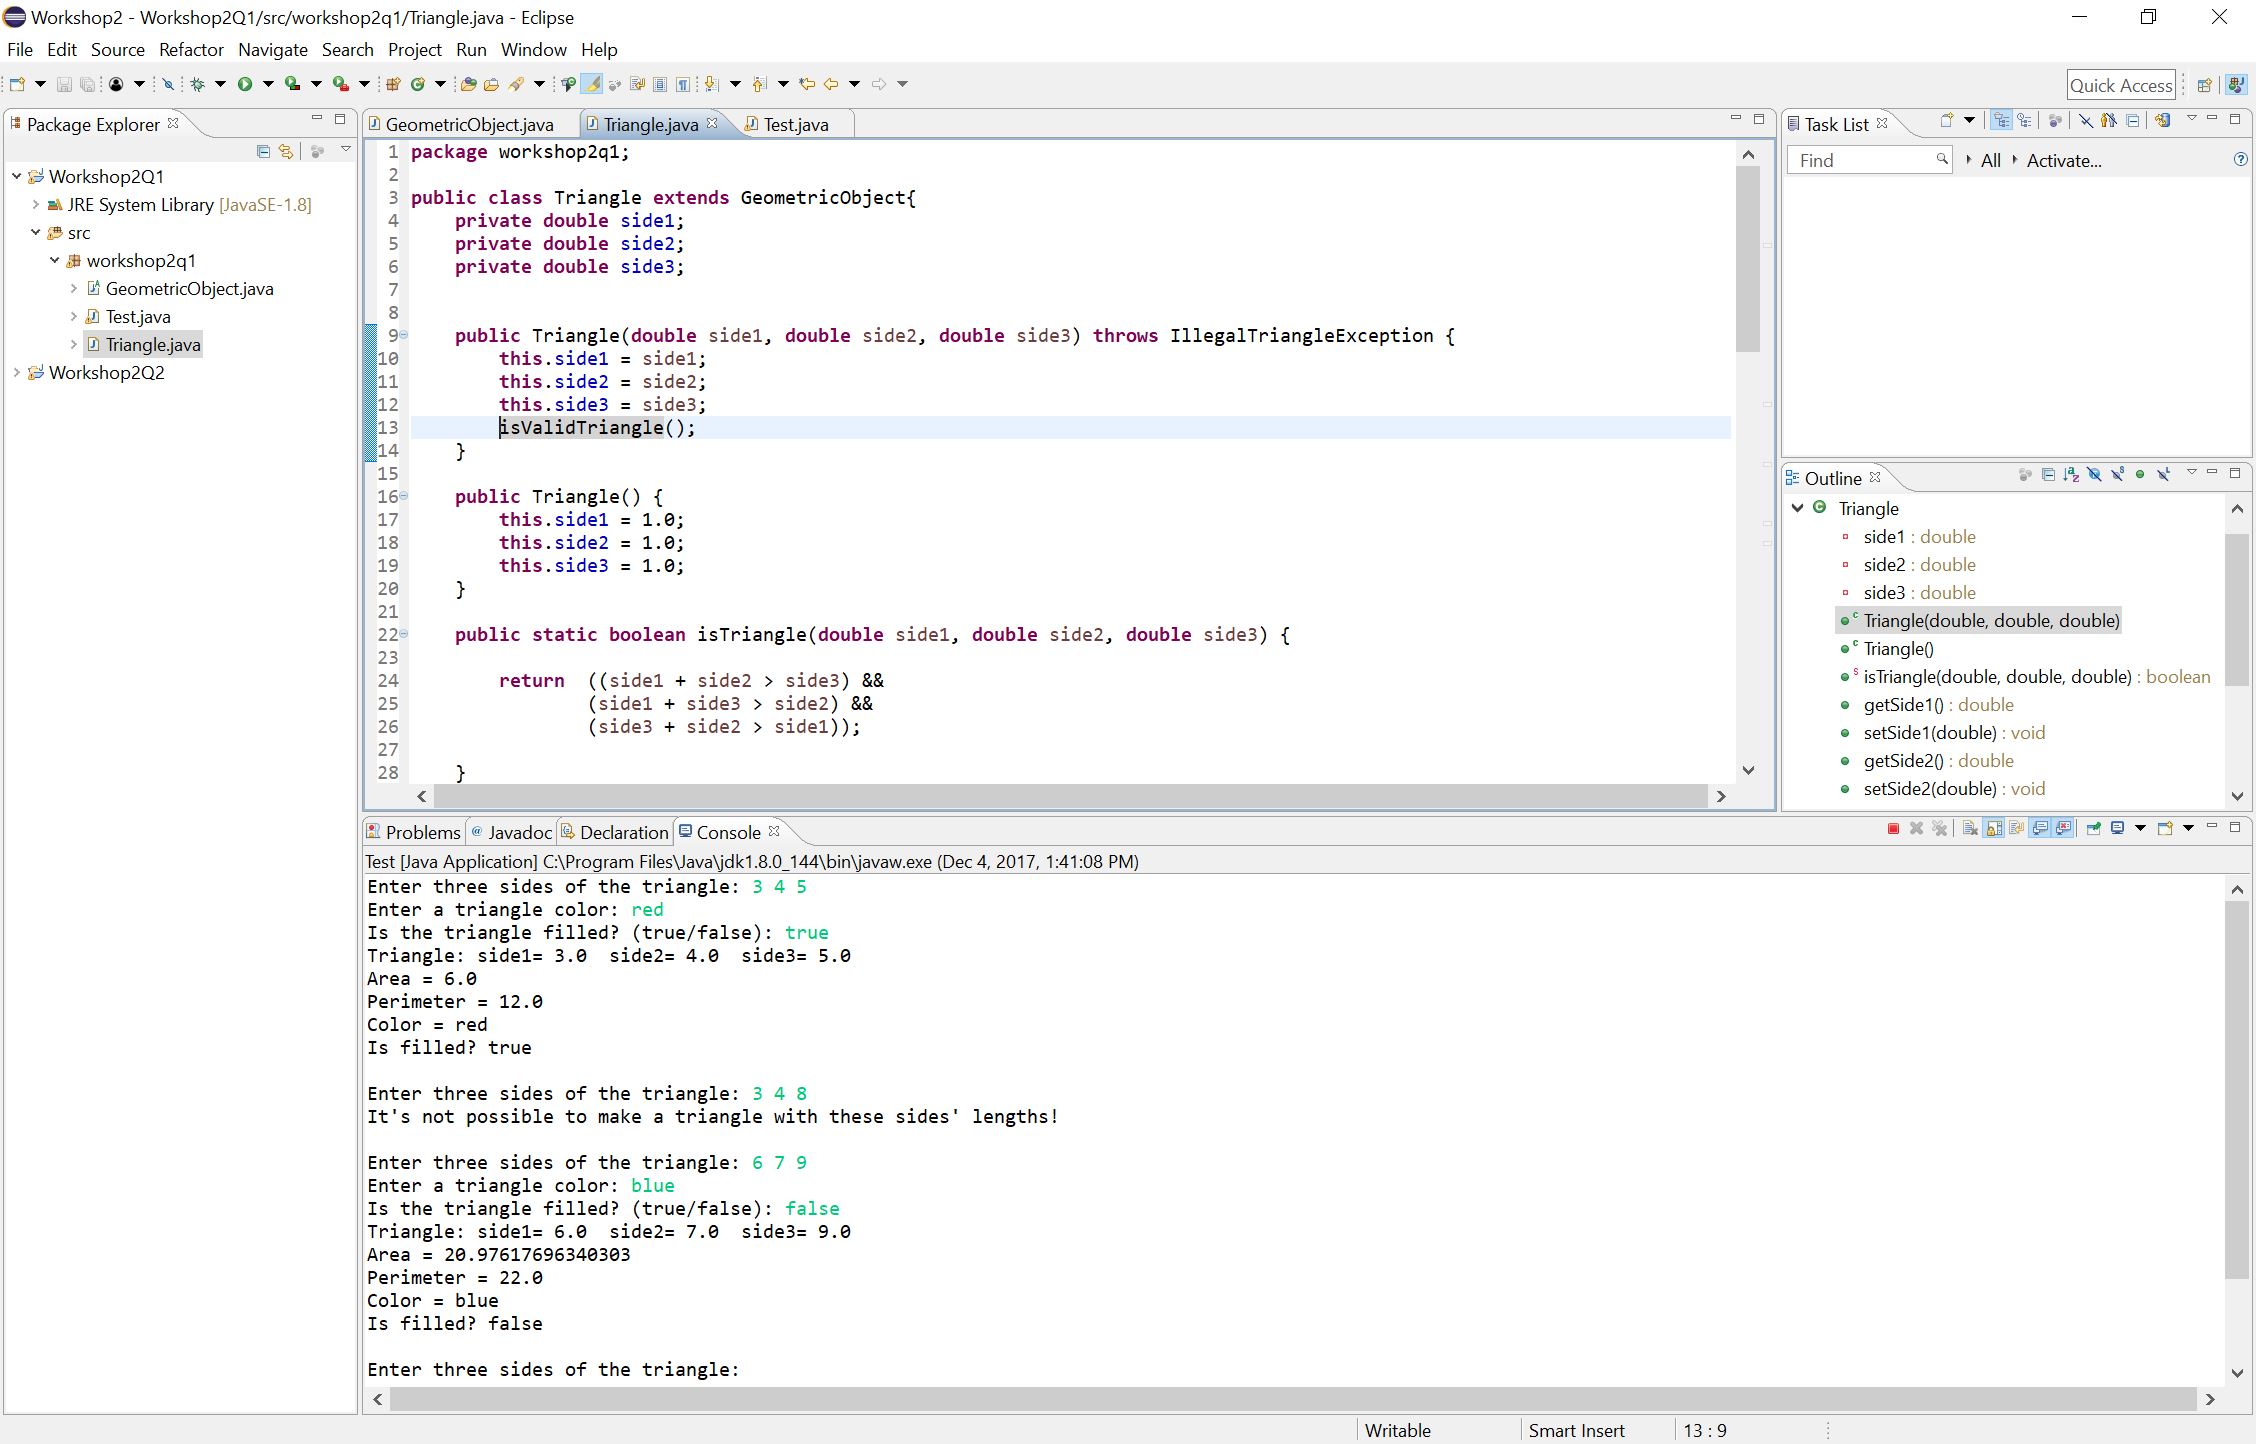 Workshop2 - Workshop2Q1/src/workshop2q1/Triangle.java - Eclipse
File Edit Source Refactor Navigate Search Project Run Window Help
Quick Access
Package Explorer
Workshop2Q1
JRE System Library [JavaSE-1.8]
src
workshop2q1
GeometricObject.java
Test.java
Triangle.java
Workshop2Q2
GeometricObject.java Triangle.java Test.java
1 package workshop2q1;
2
3 public class Triangle extends GeometricObject{
4 private double side1;
5 private double side2;
6 private double side3;
7
8
9 public Triangle(double side1, double side2, double side3) throws IllegalTriangleException {
10 this.side1 = side1;
11 this.side2 = side2;
12 this.side3 = side3;
13 isValidTriangle();
14 }
15
16 public Triangle() {
17 this.side1 = 1.0;
18 this.side2 = 1.0;
19 this.side3 = 1.0;
20 }
21
22 public static boolean isTriangle(double side1, double side2, double side3) {
23
24 return ((side1 + side2 > side3) &&
25 (side1 + side3 > side2) &&
26 (side3 + side2 > side1));
27
28 }
Task List
Find All Activate...
Outline
Triangle
side1 : double
side2 : double
side3 : double
Triangle(double, double, double)
Triangle()
isTriangle(double, double, double) : boolean
getSide1() : double
setSide1(double) : void
getSide2() : double
setSide2(double) : void
Problems @ Javadoc Declaration Console
Test [Java Application] C:\Program Files\Java\jdk1.8.0_144\bin\javaw.exe (Dec 4, 2017, 1:41:08 PM)
Enter three sides of the triangle: 3 4 5
Enter a triangle color: red
Is the triangle filled? (true/false): true
Triangle: side1= 3.0  side2= 4.0  side3= 5.0
Area = 6.0
Perimeter = 12.0
Color = red
Is filled? true
Enter three sides of the triangle: 3 4 8
It's not possible to make a triangle with these sides' lengths!
Enter three sides of the triangle: 6 7 9
Enter a triangle color: blue
Is the triangle filled? (true/false): false
Triangle: side1= 6.0  side2= 7.0  side3= 9.0
Area = 20.97617696340303
Perimeter = 22.0
Color = blue
Is filled? false
Enter three sides of the triangle:
Writable Smart Insert 13 : 9